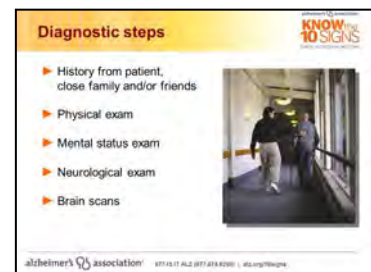 alzheimer's association
Diagnostic steps
KNOW the
10 SIGNS
History from patient,
close family and/or friends
Physical exam
Mental status exam
Neurological exam
Brain scans
alzheimer's association